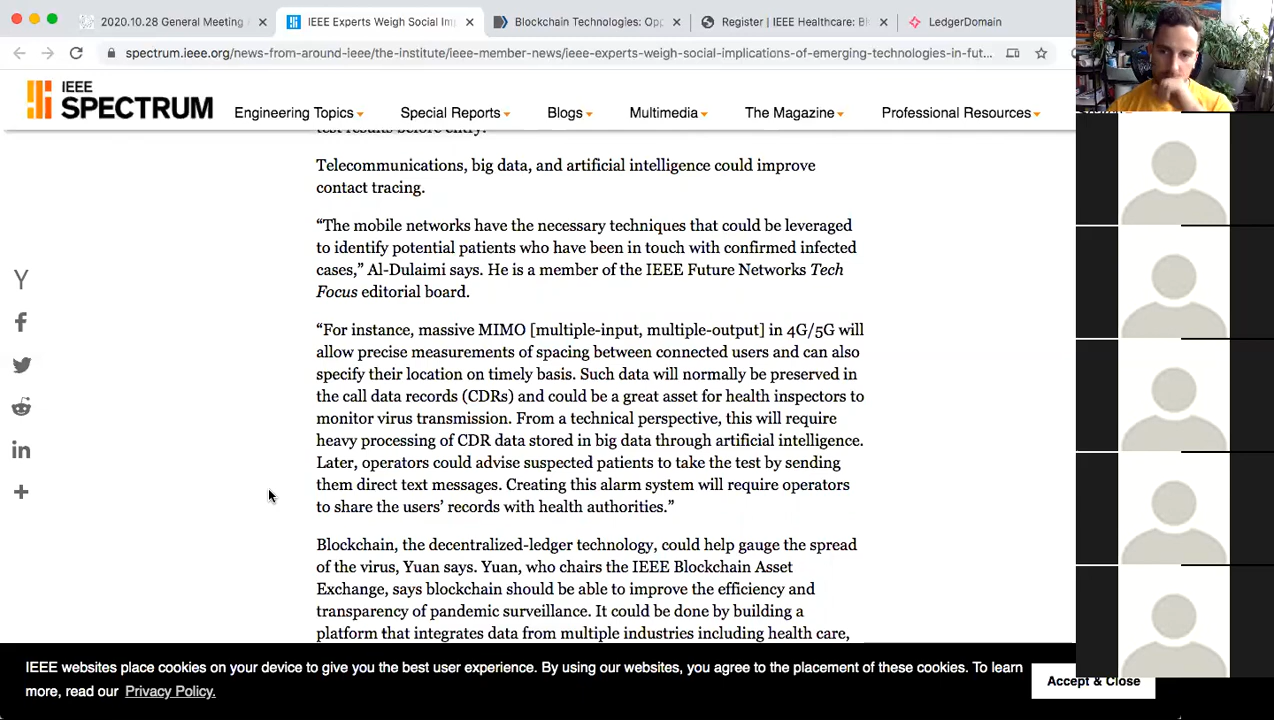 2020.10.28 General Meeting
IEEE Experts Weigh Social Im
Blockchain Technologies: Opp
Register | IEEE Healthcare: Bl
LedgerDomain
spectrum.ieee.org/news-from-around-ieee/the-institute/ieee-member-news/ieee-experts-weigh-social-implications-of-emerging-technologies-in-fut...
IEEE
SPECTRUM
Engineering Topics
Special Reports
Blogs
Multimedia
The Magazine
Professional Resources
test results before entry.
Telecommunications, big data, and artificial intelligence could improve
contact tracing.
“The mobile networks have the necessary techniques that could be leveraged
to identify potential patients who have been in touch with confirmed infected
cases,” Al-Dulaimi says. He is a member of the IEEE Future Networks Tech
Focus editorial board.
“For instance, massive MIMO [multiple-input, multiple-output] in 4G/5G will
allow precise measurements of spacing between connected users and can also
specify their location on timely basis. Such data will normally be preserved in
the call data records (CDRs) and could be a great asset for health inspectors to
monitor virus transmission. From a technical perspective, this will require
heavy processing of CDR data stored in big data through artificial intelligence.
Later, operators could advise suspected patients to take the test by sending
them direct text messages. Creating this alarm system will require operators
to share the users’ records with health authorities.”
Blockchain, the decentralized-ledger technology, could help gauge the spread
of the virus, Yuan says. Yuan, who chairs the IEEE Blockchain Asset
Exchange, says blockchain should be able to improve the efficiency and
transparency of pandemic surveillance. It could be done by building a
platform that integrates data from multiple industries including health care,
IEEE websites place cookies on your device to give you the best user experience. By using our websites, you agree to the placement of these cookies. To learn
more, read our Privacy Policy.
Accept & Close